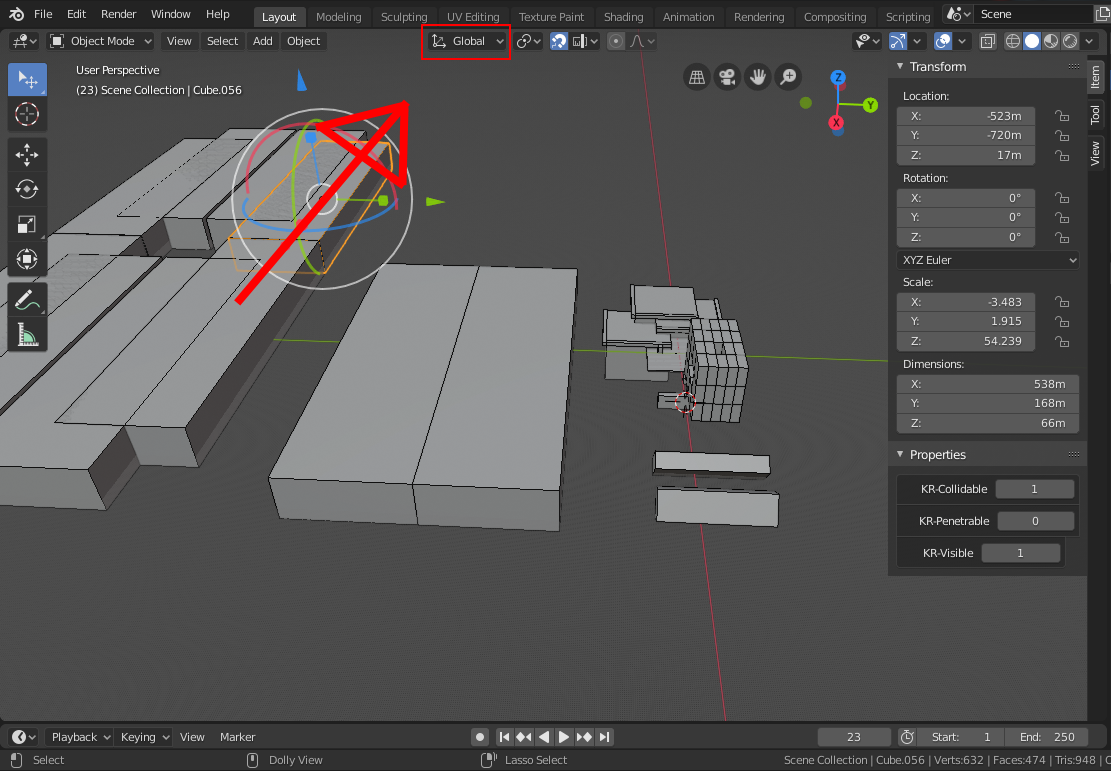 File Edit Render Window Help Layout Modeling Sculpting UV Editing Texture Paint Shading Animation Rendering Compositing Scripting Scene
Object Mode View Select Add Object Global
User Perspective
(23) Scene Collection | Cube.056
Z
Y
X
Transform
Location:
X: -523m
Y: -720m
Z: 17m
Rotation:
X: 0°
Y: 0°
Z: 0°
XYZ Euler
Scale:
X: -3.483
Y: 1.915
Z: 54.239
Dimensions:
X: 538m
Y: 168m
Z: 66m
Properties
KR-Collidable 1
KR-Penetrable 0
KR-Visible 1
Item
Tool
View
Playback Keying View Marker 23 Start: 1 End: 250
Select Dolly View Lasso Select Scene Collection | Cube.056 | Verts:632 | Faces:474 | Tris:948 |